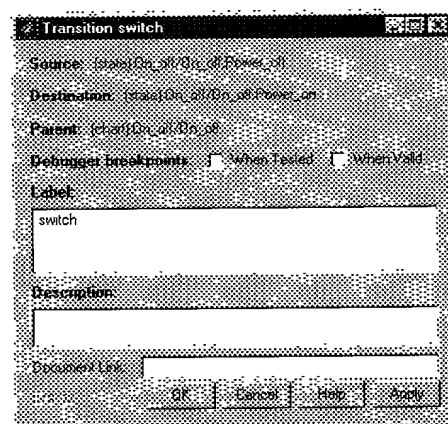 Transition switch
Source: (state) On_off/On_off.Power_off
Destination: (state) On_off/On_off.Power_on
Parent: (chart) On_off/On_off
Debugger breakpoints: When Tested When Valid
Label:
switch
Description:
Document Link:
OK Cancel Help Apply